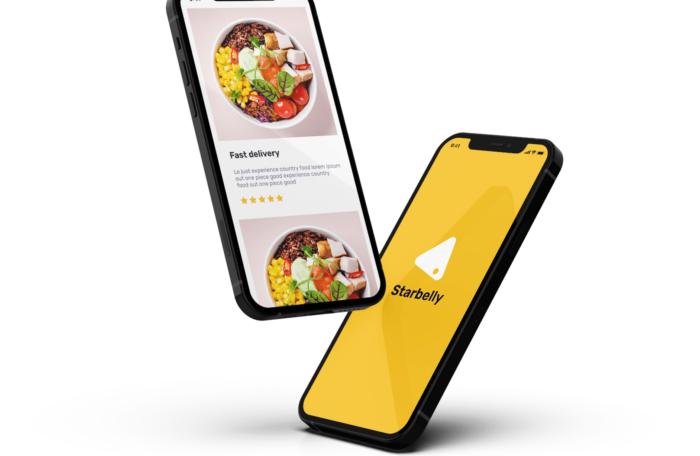 Fast delivery
Le just experience country food lorem ipsum
out one piece good experience country
food out one piece good
9:41
Starbelly